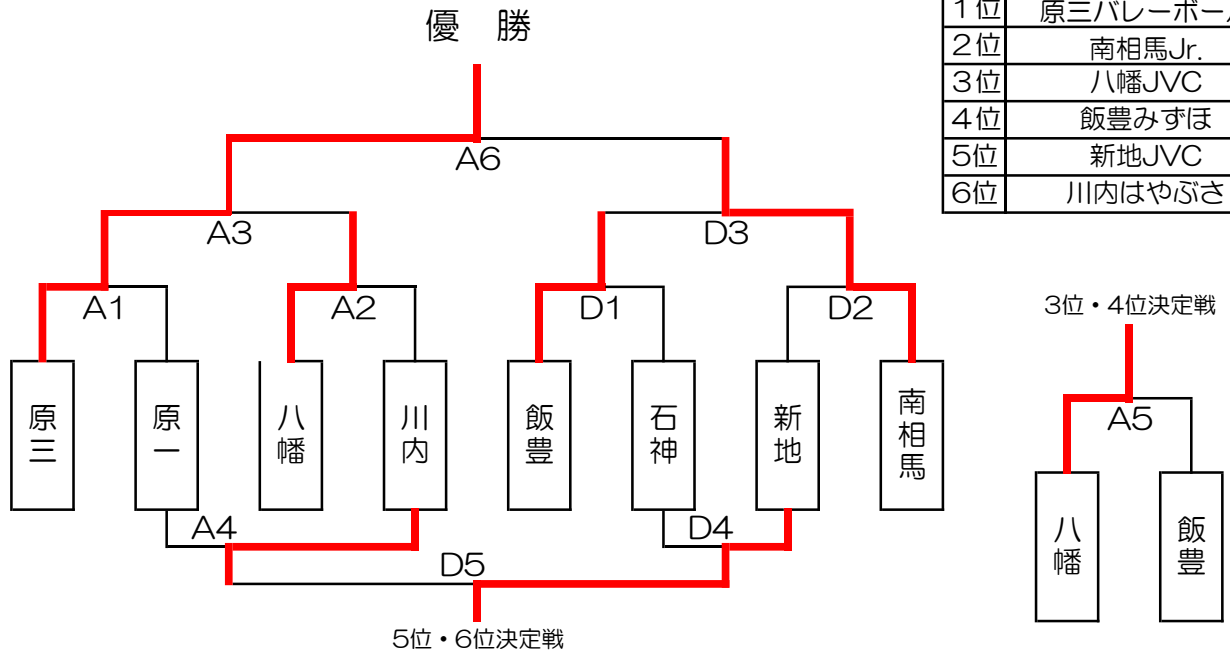 優 勝
1位 原三バレーボー
2位 南相馬Jr.
3位 八幡JVC
4位 飯豊みずほ
5位 新地JVC
6位 川内はやぶさ
A6
A3
D3
A1
A2
D1
D2
3位・4位決定戦
原三
原一
八幡
川内
飯豊
石神
新地
南相馬
A5
八幡
飯豊
A4
D4
D5
5位・6位決定戦